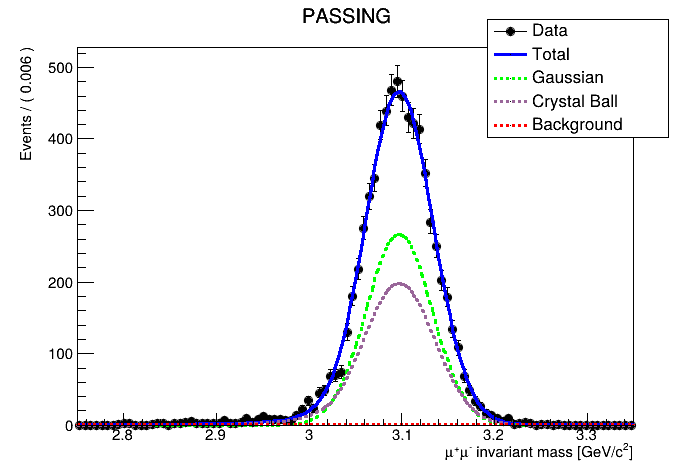 PASSING
Data
Total
Gaussian
Crystal Ball
Background
Events / ( 0.006 )
500
400
300
200
100
0
2.8 2.9 3 3.1 3.2 3.3
μ⁺μ⁻ invariant mass [GeV/c²]